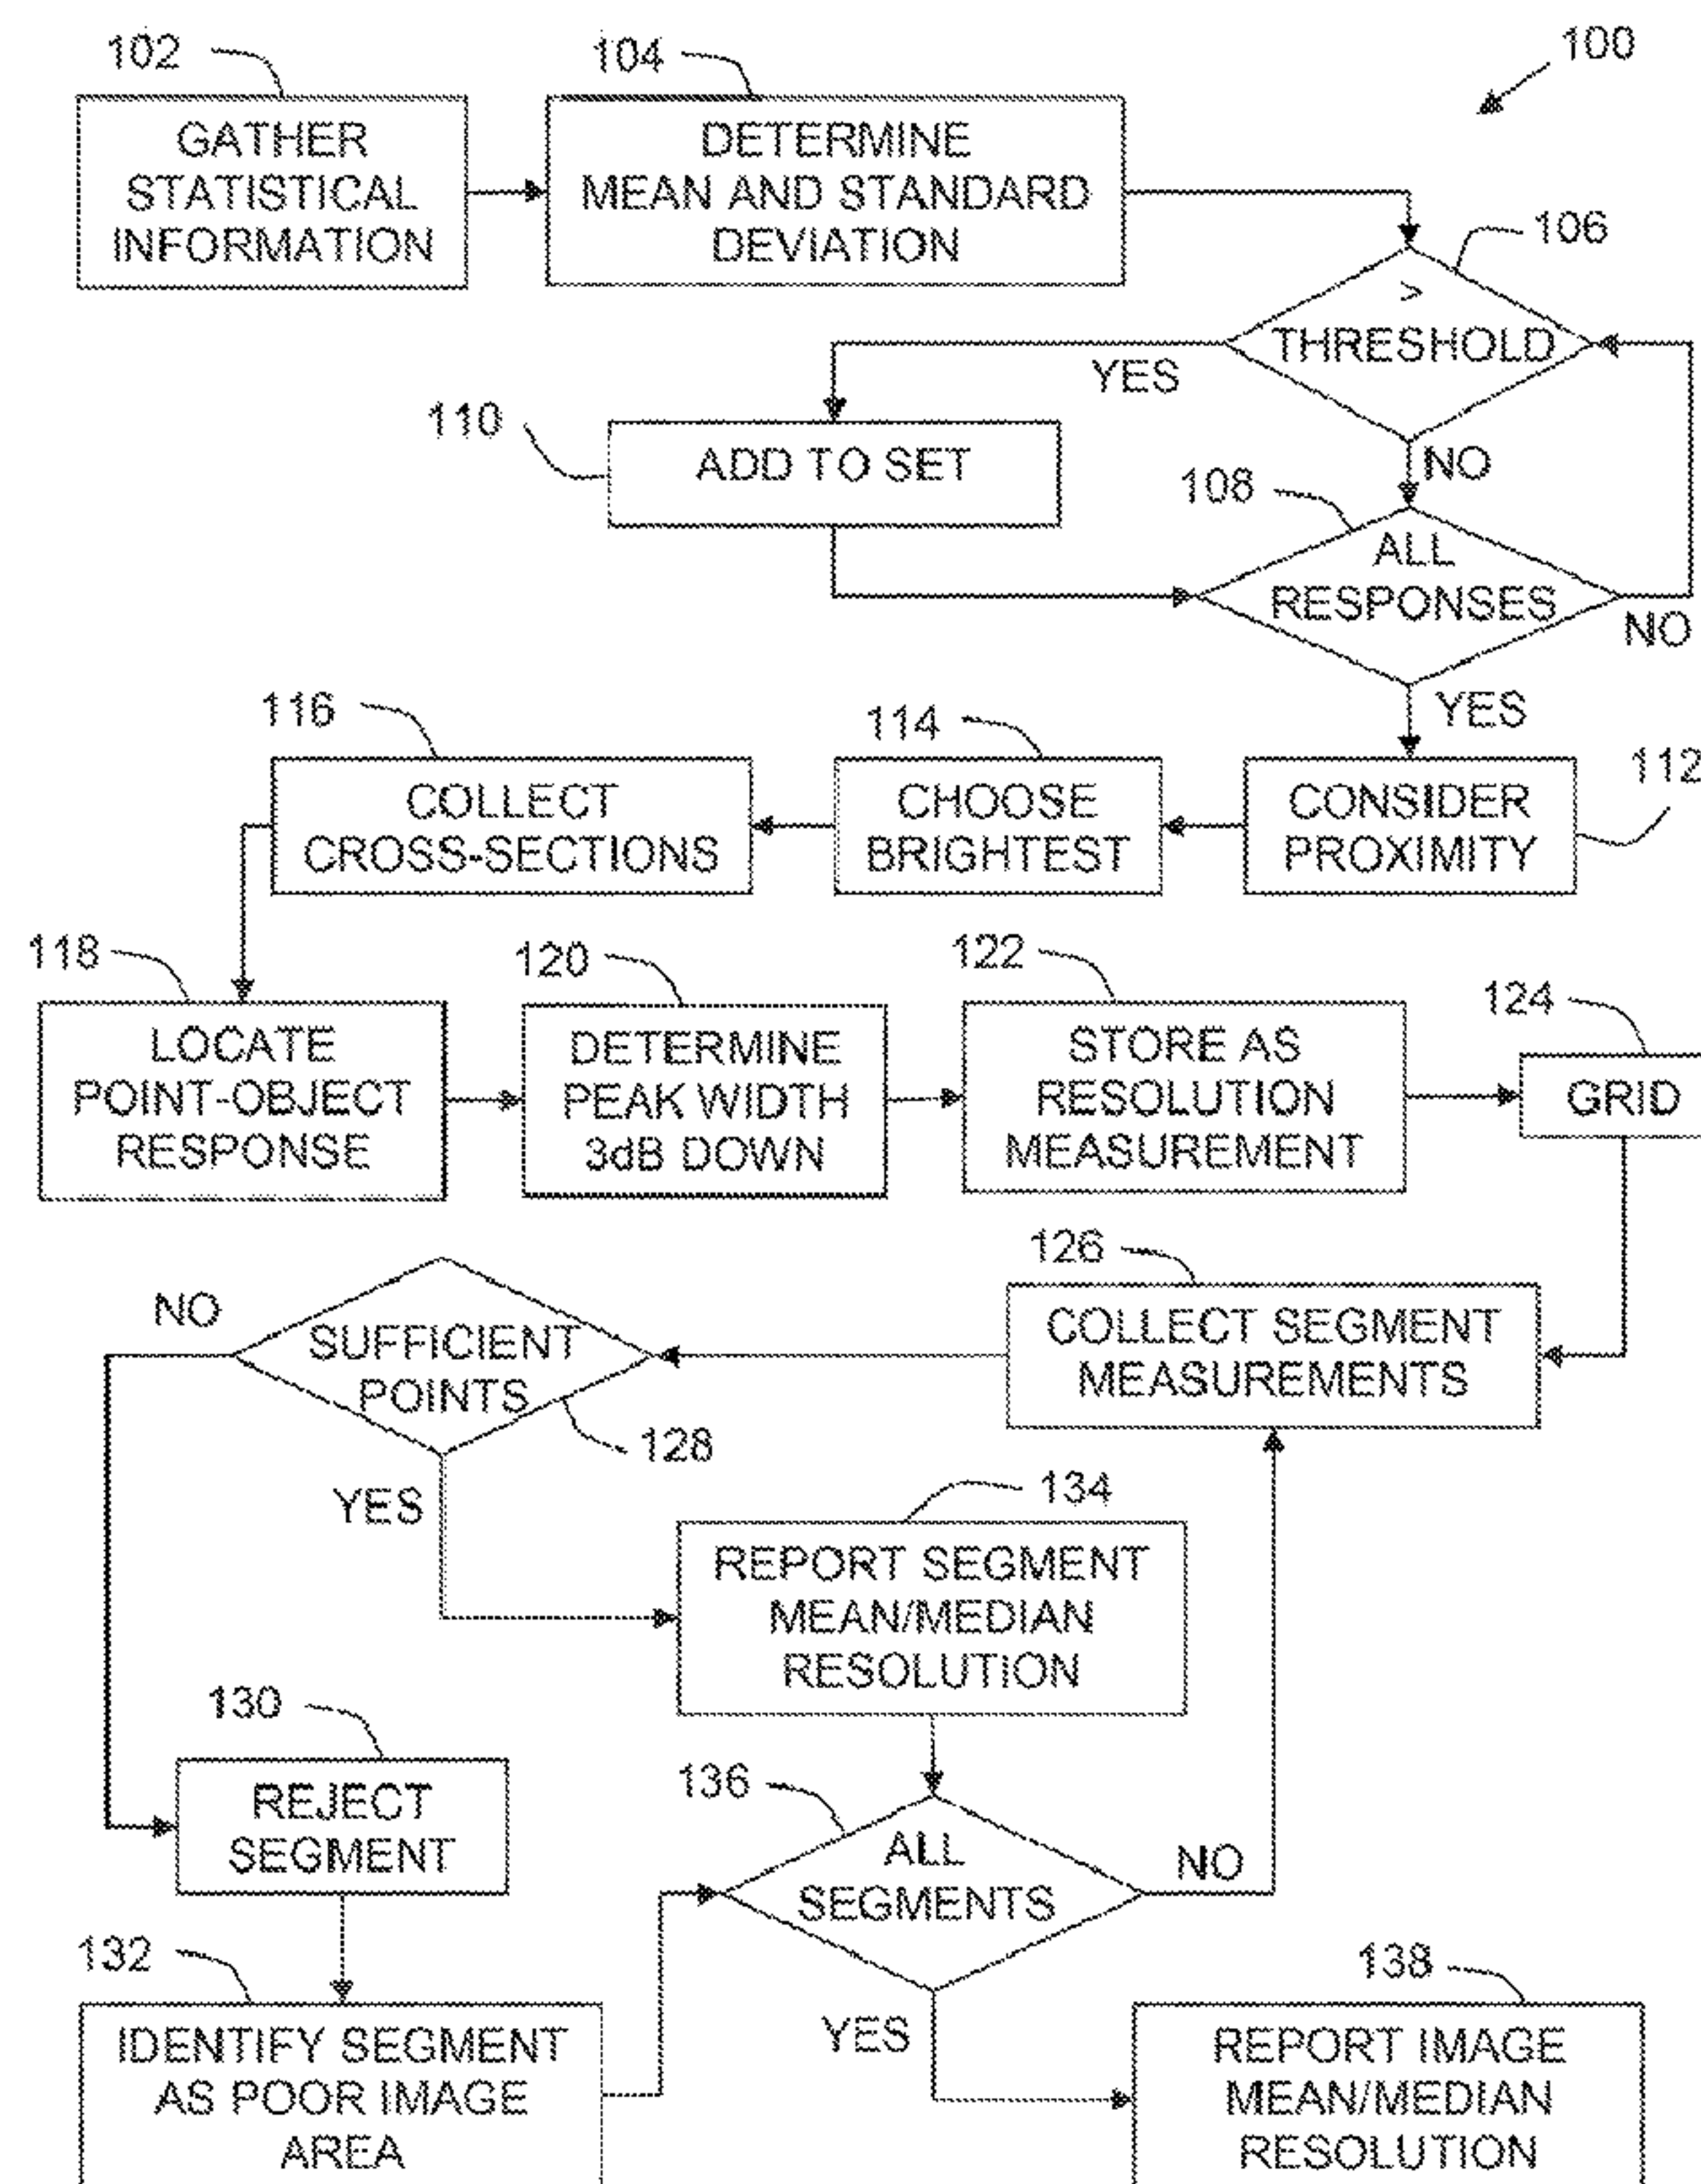 100
102
GATHER
STATISTICAL
INFORMATION
104
DETERMINE
MEAN AND STANDARD
DEVIATION
106
>
THRESHOLD
YES
NO
110
ADD TO SET
108
ALL
RESPONSES
NO
YES
112
CONSIDER
PROXIMITY
114
CHOOSE
BRIGHTEST
116
COLLECT
CROSS-SECTIONS
118
LOCATE
POINT-OBJECT
RESPONSE
120
DETERMINE
PEAK WIDTH
3dB DOWN
122
STORE AS
RESOLUTION
MEASUREMENT
124
GRID
126
COLLECT SEGMENT
MEASUREMENTS
NO
SUFFICIENT
POINTS
128
YES
134
REPORT SEGMENT
MEAN/MEDIAN
RESOLUTION
130
REJECT
SEGMENT
136
ALL
SEGMENTS
NO
YES
132
IDENTIFY SEGMENT
AS POOR IMAGE
AREA
138
REPORT IMAGE
MEAN/MEDIAN
RESOLUTION